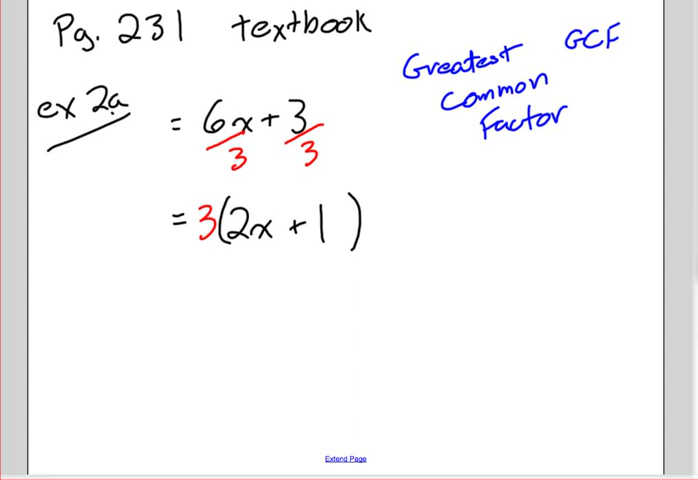 Pg. 231 textbook
Greatest GCF
Common
Factor
ex 2a
= 6x + 3
3 3
= 3(2x + 1)
Extend Page